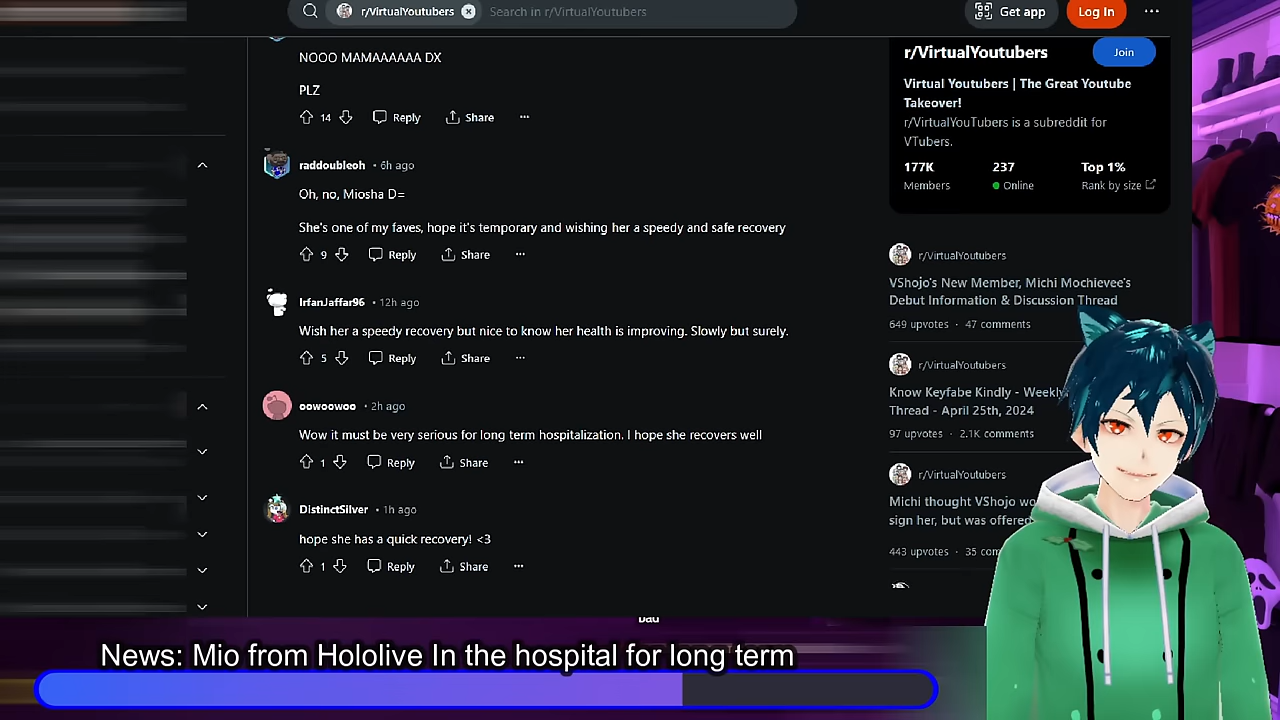 r/VirtualYoutubers
Search in r/VirtualYoutubers
Get app
Log In
NOOO MAMAAAAAA DX
PLZ
14
Reply
Share
raddoubleoh • 6h ago
Oh, no, Miosha D=
She's one of my faves, hope it's temporary and wishing her a speedy and safe recovery
9
Reply
Share
IrfanJaffar96 • 12h ago
Wish her a speedy recovery but nice to know her health is improving. Slowly but surely.
5
Reply
Share
oowoowoo • 2h ago
Wow it must be very serious for long term hospitalization. I hope she recovers well
1
Reply
Share
DistinctSilver • 1h ago
hope she has a quick recovery! <3
1
Reply
Share
r/VirtualYoutubers
Join
Virtual Youtubers | The Great Youtube
Takeover!
r/VirtualYouTubers is a subreddit for
VTubers.
177K 237 Top 1%
Members Online Rank by size
r/VirtualYoutubers
VShojo's New Member, Michi Mochievee's
Debut Information & Discussion Thread
649 upvotes · 47 comments
r/VirtualYoutubers
Know Keyfabe Kindly - Weekly
Thread - April 25th, 2024
97 upvotes · 2.1K comments
r/VirtualYoutubers
Michi thought VShojo wo
sign her, but was offered
443 upvotes · 35 com
bad
News: Mio from Hololive In the hospital for long term